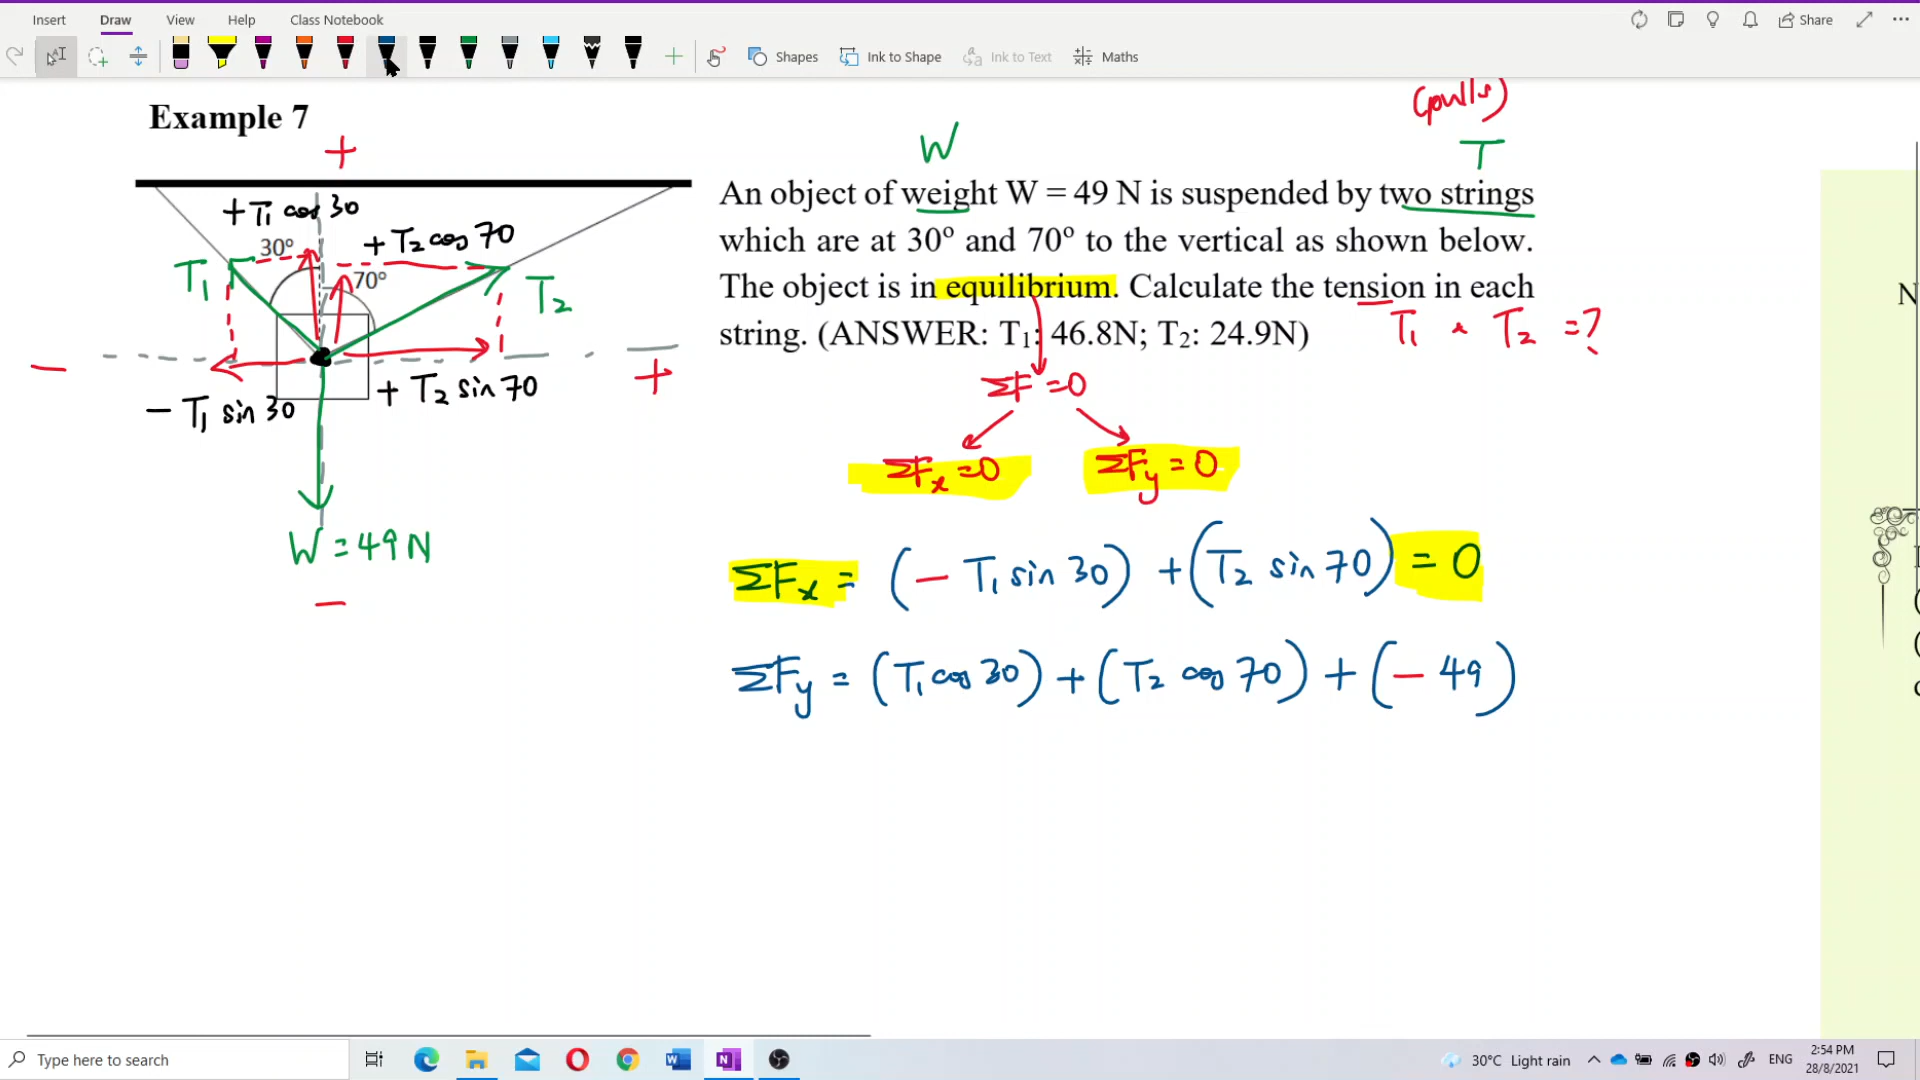 Insert Draw View Help Class Notebook Share
Shapes Ink to Shape Ink to Text Maths
(pulls)
Example 7
+
W T
An object of weight W = 49 N is suspended by two strings
which are at 30° and 70° to the vertical as shown below.
The object is in equilibrium. Calculate the tension in each
string. (ANSWER: T₁: 46.8N; T₂: 24.9N)
T₁ & T₂ = ?
+T₁ cos 30
30°
+ T₂ cos 70
70°
T₁ T₂
− +
− T₁ sin 30
+ T₂ sin 70
W = 49 N
−
ΣF = 0
ΣFx = 0 ΣFy = 0
ΣFx = (− T₁ sin 30) + (T₂ sin 70) = 0
ΣFy = (T₁ cos 30) + (T₂ cos 70) + (− 49)
N
Type here to search
30°C Light rain
ENG
2:54 PM
28/8/2021